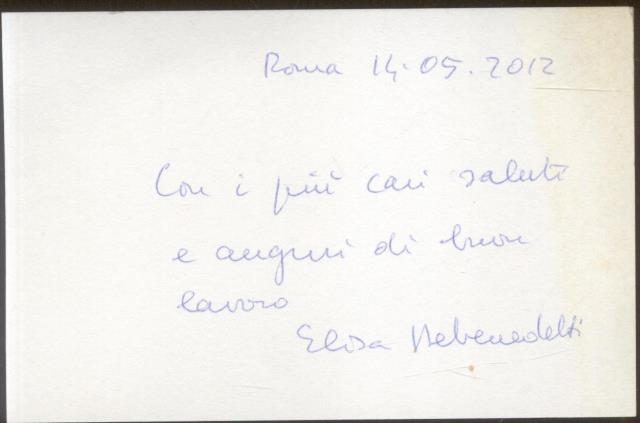 Roma 14.05.2012
Con i più cari saluti
e auguri di buon
lavoro
Elisa Debenedetti